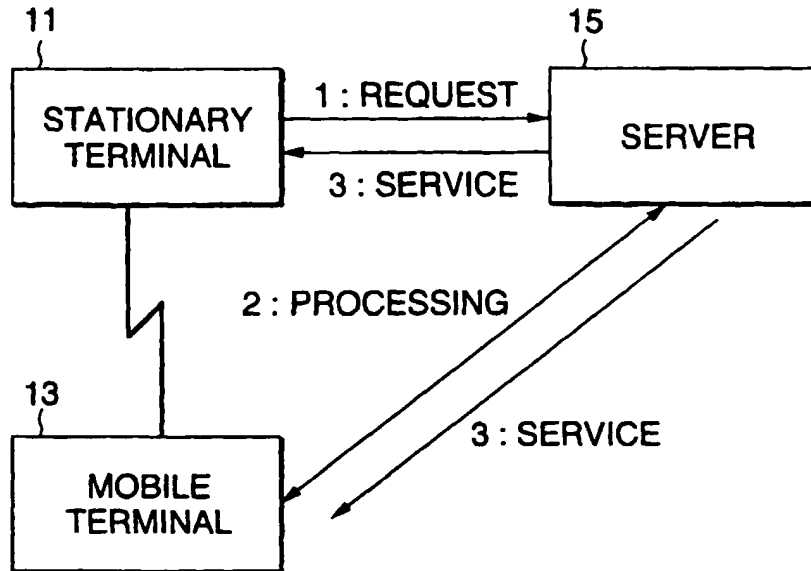 11
15
STATIONARY
TERMINAL
1 : REQUEST
SERVER
3 : SERVICE
2 : PROCESSING
13
3 : SERVICE
MOBILE
TERMINAL